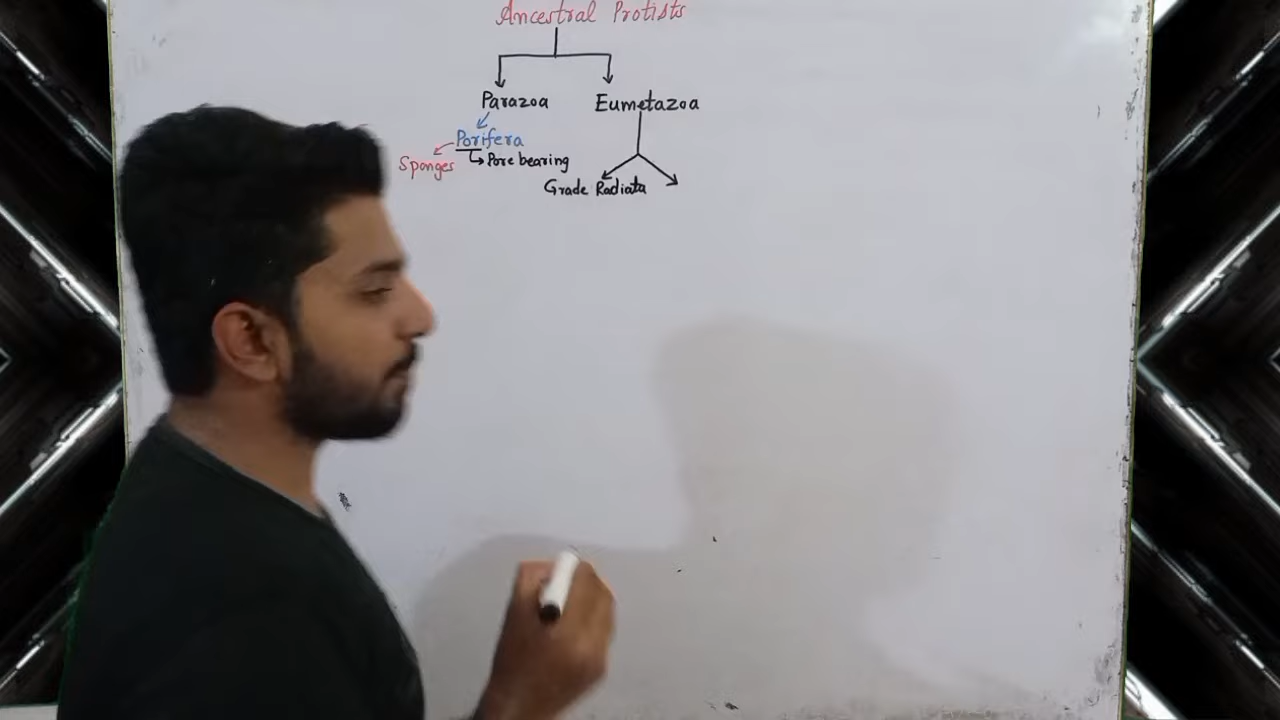 Ancestral Protists
Parazoa Eumetazoa
Porifera
Sponges Pore bearing
Grade Radiata